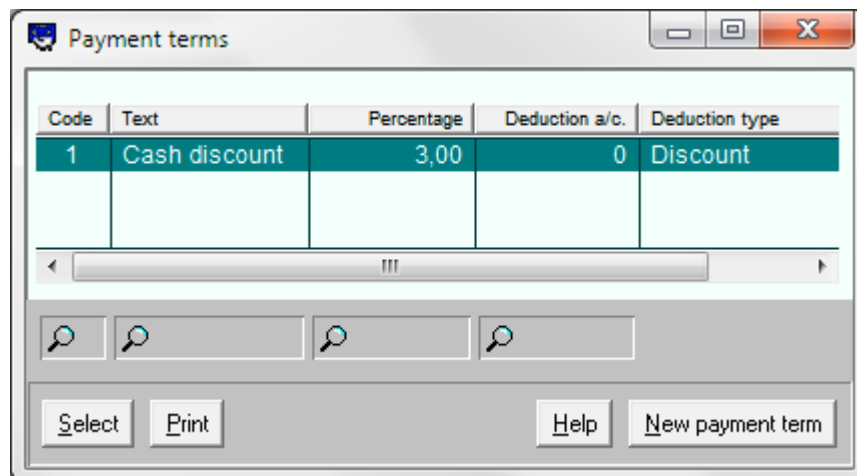 Payment terms
Code Text Percentage Deduction a/c. Deduction type
1 Cash discount 3,00 0 Discount
Select Print Help New payment term